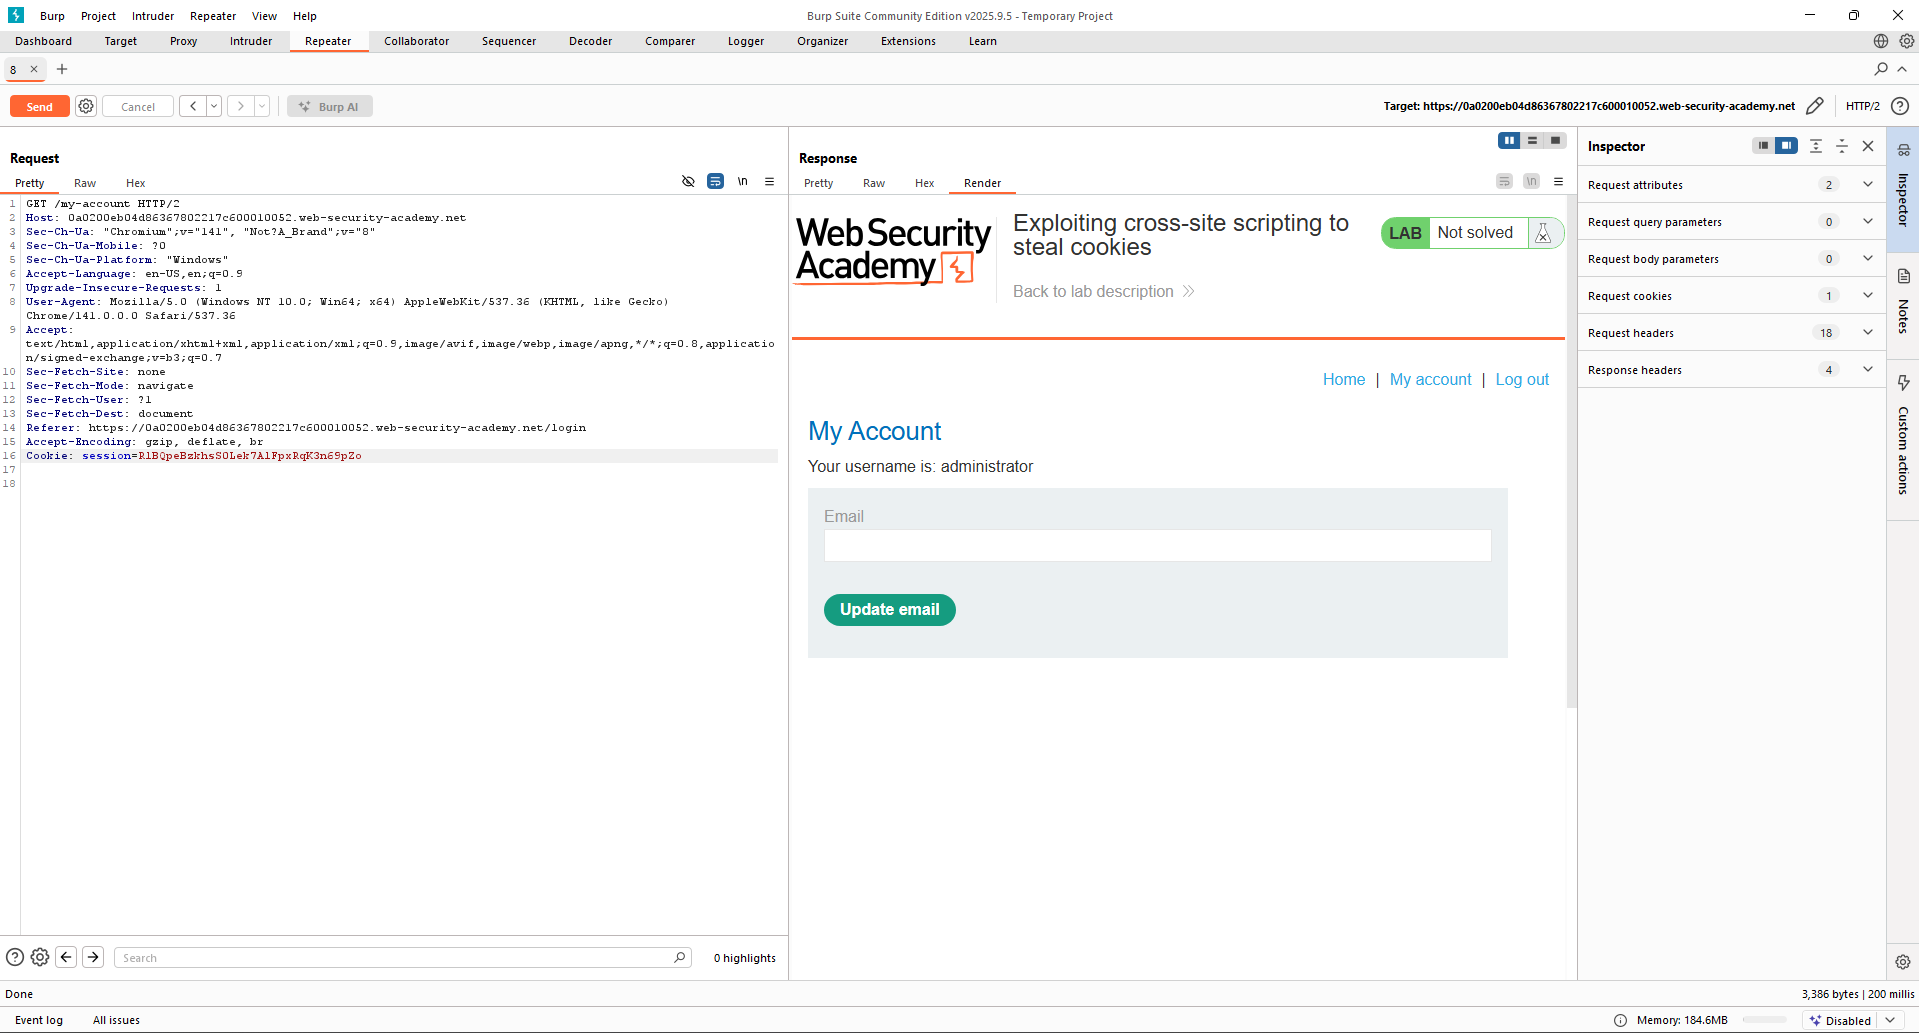 Burp Project Intruder Repeater View Help
Burp Suite Community Edition v2025.9.5 - Temporary Project
Dashboard Target Proxy Intruder Repeater Collaborator Sequencer Decoder Comparer Logger Organizer Extensions Learn
8
Send Cancel Burp AI
Target: https://0a0200eb04d86367802217c600010052.web-security-academy.net HTTP/2
Request
Pretty Raw Hex
\n
1 GET /my-account HTTP/2
2 Host: 0a0200eb04d86367802217c600010052.web-security-academy.net
3 Sec-Ch-Ua: "Chromium";v="141", "Not?A_Brand";v="8"
4 Sec-Ch-Ua-Mobile: ?0
5 Sec-Ch-Ua-Platform: "Windows"
6 Accept-Language: en-US,en;q=0.9
7 Upgrade-Insecure-Requests: 1
8 User-Agent: Mozilla/5.0 (Windows NT 10.0; Win64; x64) AppleWebKit/537.36 (KHTML, like Gecko)
Chrome/141.0.0.0 Safari/537.36
9 Accept:
text/html,application/xhtml+xml,application/xml;q=0.9,image/avif,image/webp,image/apng,*/*;q=0.8,applicatio
n/signed-exchange;v=b3;q=0.7
10 Sec-Fetch-Site: none
11 Sec-Fetch-Mode: navigate
12 Sec-Fetch-User: ?1
13 Sec-Fetch-Dest: document
14 Referer: https://0a0200eb04d86367802217c600010052.web-security-academy.net/login
15 Accept-Encoding: gzip, deflate, br
16 Cookie: session=RlBQpeBzkhsSOLek7AlFpxRqK3n69pZo
17
18
Search
0 highlights
Response
Pretty Raw Hex Render
\n
Web Security
Academy
Exploiting cross-site scripting to
steal cookies
Back to lab description
LAB Not solved
Home | My account | Log out
My Account
Your username is: administrator
Email
Update email
Inspector
Request attributes 2
Request query parameters 0
Request body parameters 0
Request cookies 1
Request headers 18
Response headers 4
Inspector
Notes
Custom actions
Done
3,386 bytes | 200 millis
Event log All issues
Memory: 184.6MB
Disabled